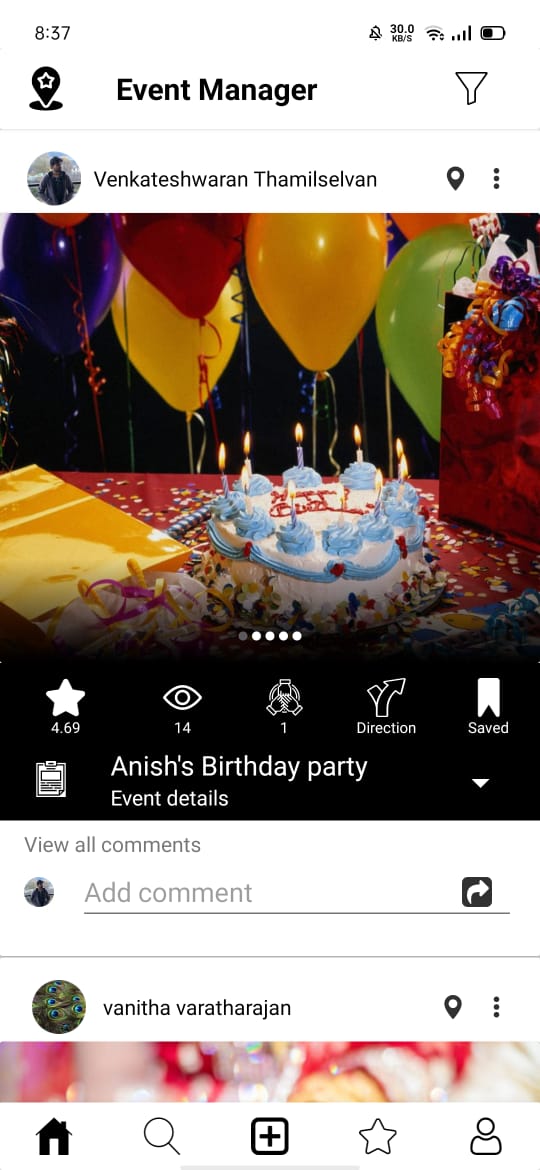 8:37
30.0
KB/S
Event Manager
Venkateshwaran Thamilselvan
4.69
14
1
Direction
Saved
Anish's Birthday party
Event details
View all comments
Add comment
vanitha varatharajan